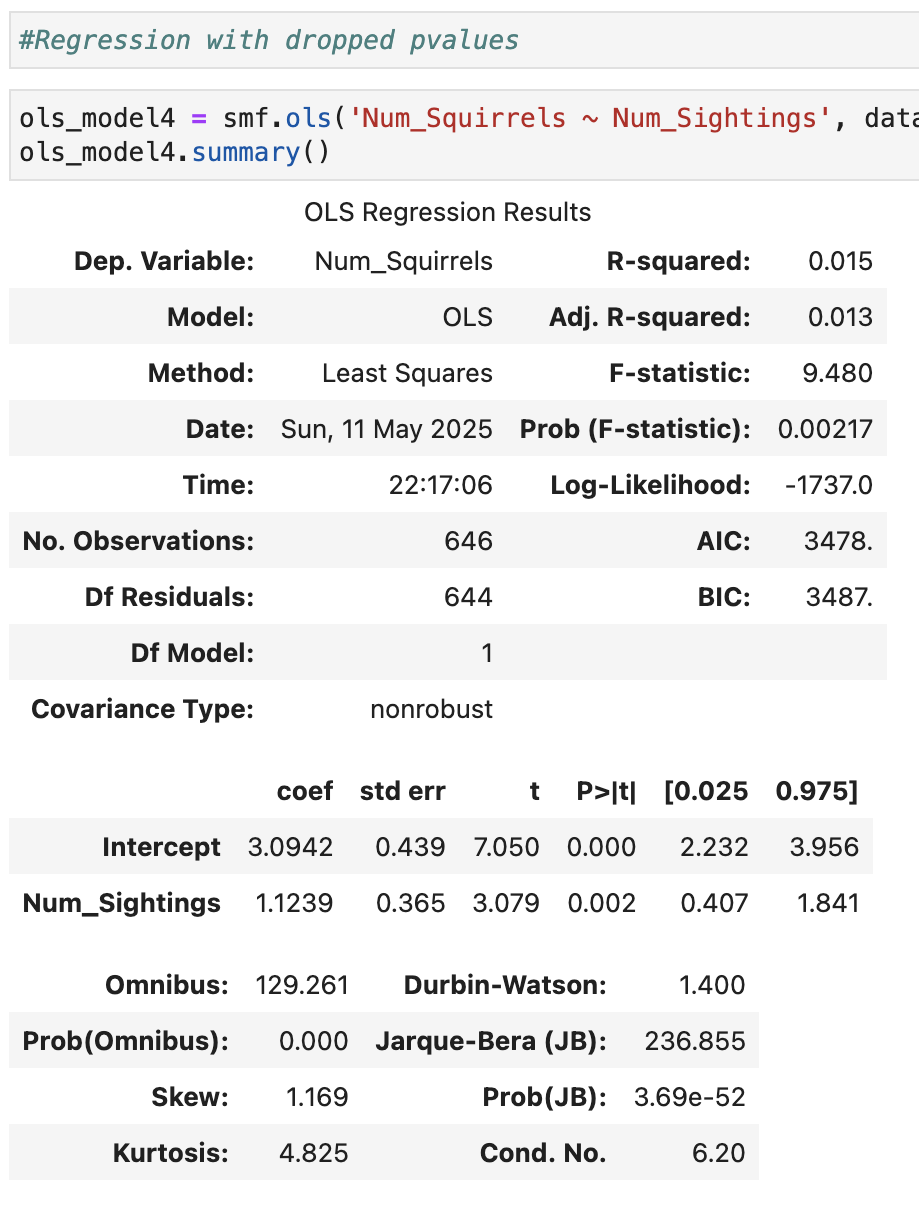 #Regression with dropped pvalues
ols_model4 = smf.ols('Num_Squirrels ~ Num_Sightings', data
ols_model4.summary()
OLS Regression Results
Dep. Variable: Num_Squirrels R-squared: 0.015
Model: OLS Adj. R-squared: 0.013
Method: Least Squares F-statistic: 9.480
Date: Sun, 11 May 2025 Prob (F-statistic): 0.00217
Time: 22:17:06 Log-Likelihood: -1737.0
No. Observations: 646 AIC: 3478.
Df Residuals: 644 BIC: 3487.
Df Model: 1
Covariance Type: nonrobust
coef std err t P>|t| [0.025 0.975]
Intercept 3.0942 0.439 7.050 0.000 2.232 3.956
Num_Sightings 1.1239 0.365 3.079 0.002 0.407 1.841
Omnibus: 129.261 Durbin-Watson: 1.400
Prob(Omnibus): 0.000 Jarque-Bera (JB): 236.855
Skew: 1.169 Prob(JB): 3.69e-52
Kurtosis: 4.825 Cond. No. 6.20